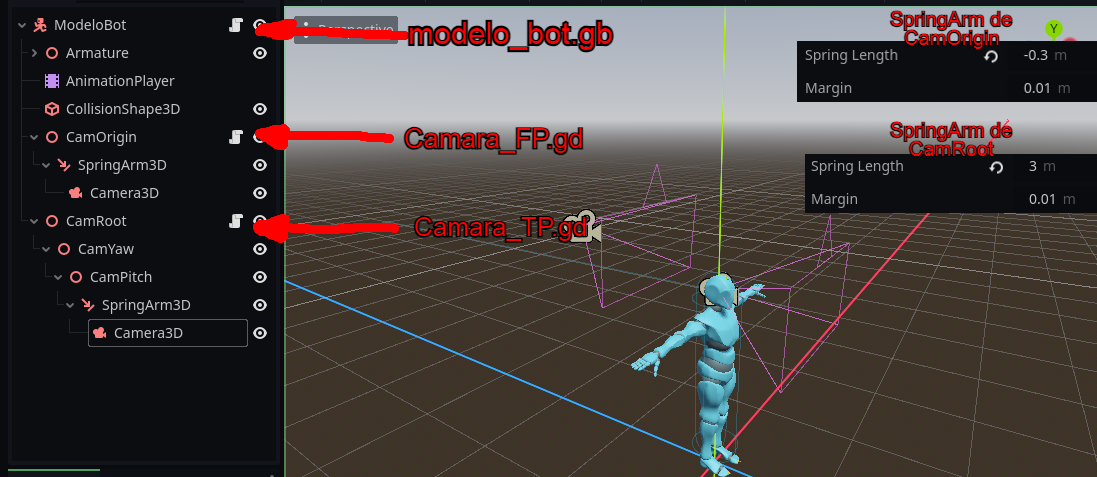 ModeloBot
Armature
AnimationPlayer
CollisionShape3D
CamOrigin
SpringArm3D
Camera3D
CamRoot
CamYaw
CamPitch
SpringArm3D
Camera3D
Perspective
modelo_bot.gb
Camara_FP.gd
Camara_TP.gd
SpringArm de
CamOrigin
Y
Spring Length -0.3 m
Margin 0.01 m
SpringArm de
CamRoot
Spring Length 3 m
Margin 0.01 m